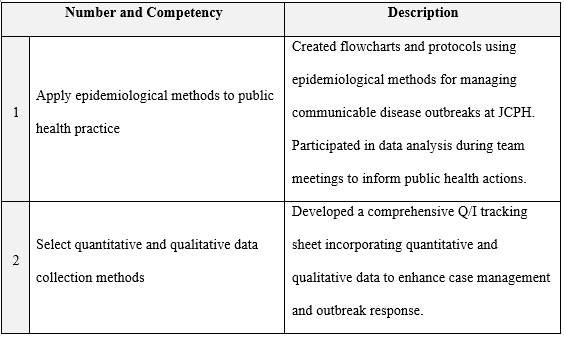 Number and Competency
Description
1
Apply epidemiological methods to public
health practice
Created flowcharts and protocols using
epidemiological methods for managing
communicable disease outbreaks at JCPH.
Participated in data analysis during team
meetings to inform public health actions.
2
Select quantitative and qualitative data
collection methods
Developed a comprehensive Q/I tracking
sheet incorporating quantitative and
qualitative data to enhance case management
and outbreak response.